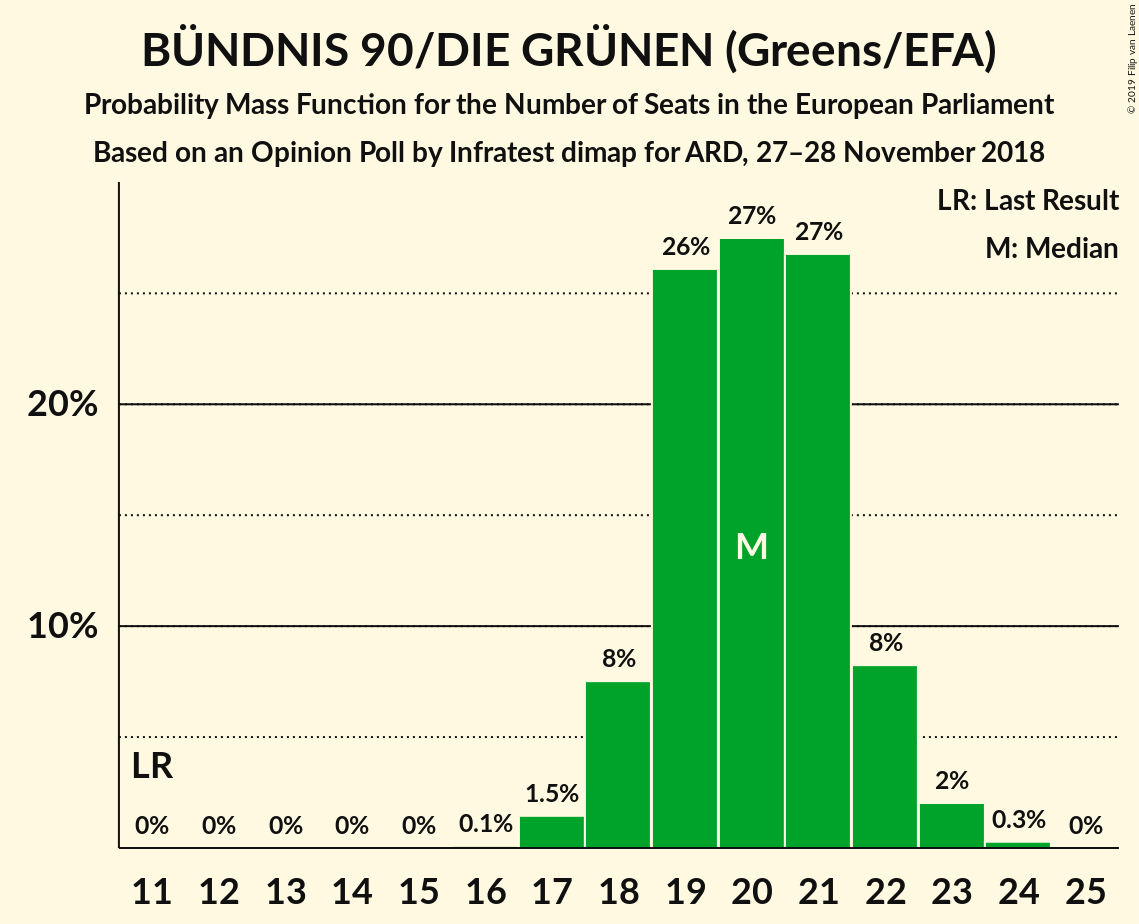 BÜNDNIS 90/DIE GRÜNEN (Greens/EFA)
Probability Mass Function for the Number of Seats in the European Parliament
Based on an Opinion Poll by Infratest dimap for ARD, 27–28 November 2018
© 2019 Filip van Laenen
LR: Last Result
M: Median
27%
27%
26%
20%
M
10%
8%
8%
LR
1.5%
2%
0% 0% 0% 0% 0% 0.1% 0.3% 0%
11 12 13 14 15 16 17 18 19 20 21 22 23 24 25